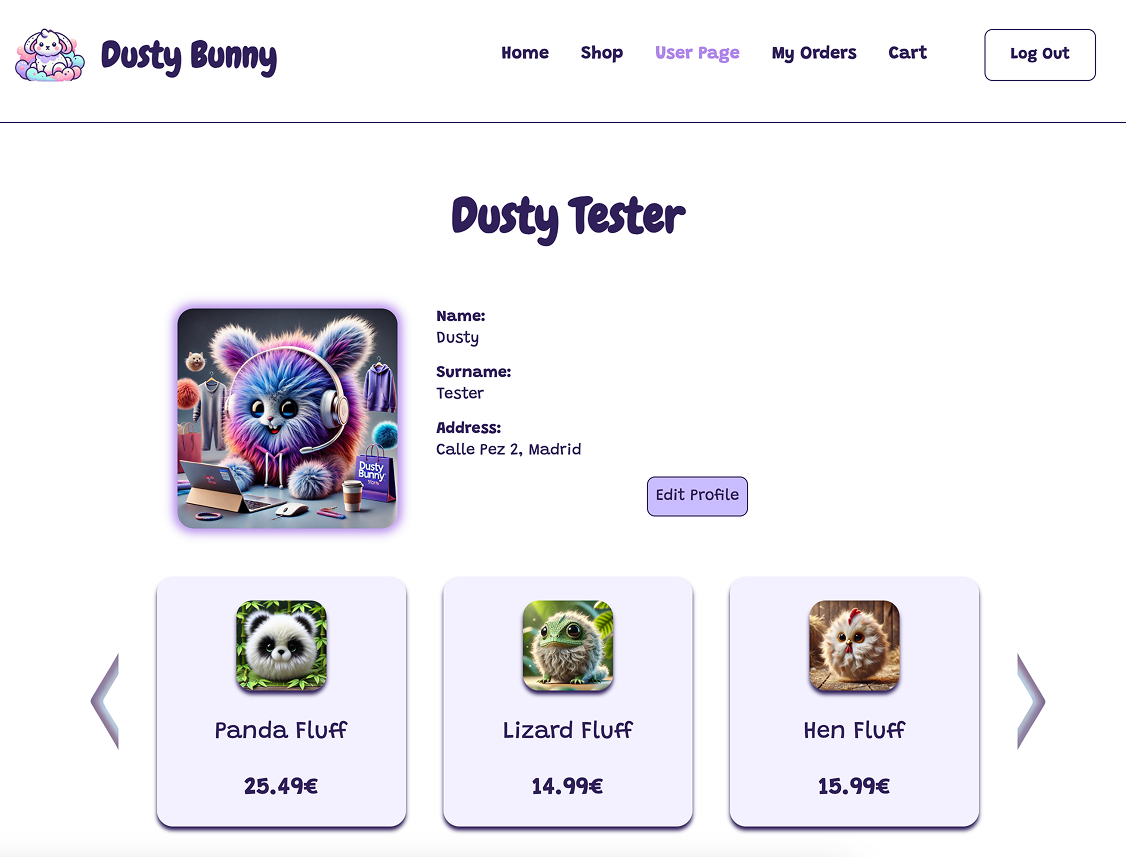 Dusty Bunny
Home Shop User Page My Orders Cart Log Out
Dusty Tester
Name:
Dusty
Surname:
Tester
Address:
Calle Pez 2, Madrid
Dusty
Bunny
Edit Profile
Panda Fluff Lizard Fluff Hen Fluff
25.49€ 14.99€ 15.99€